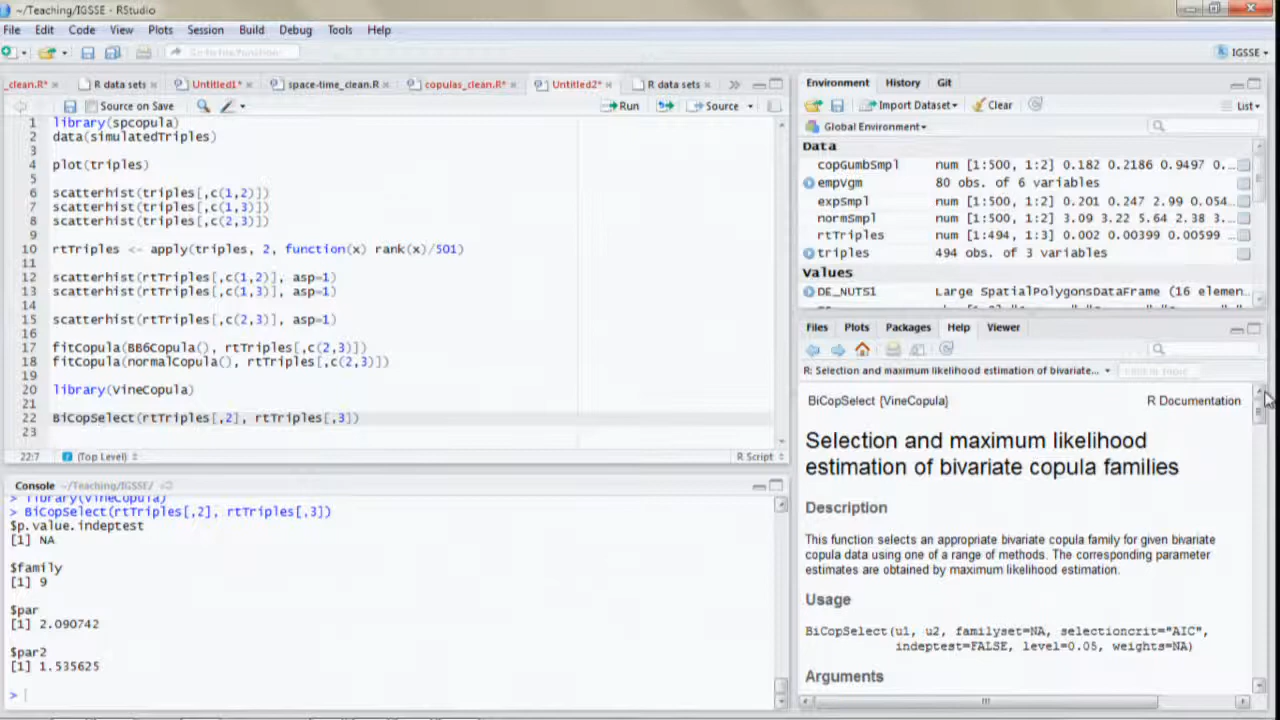 ~/Teaching/IGSSE - RStudio
File Edit Code View Plots Session Build Debug Tools Help
Go to file/function
IGSSE
_clean.R* R data sets Untitled1* space-time_clean.R copulas_clean.R* Untitled2* R data sets
Source on Save Run Source
1 library(spcopula)
2 data(simulatedTriples)
3
4 plot(triples)
5
6 scatterhist(triples[,c(1,2)])
7 scatterhist(triples[,c(1,3)])
8 scatterhist(triples[,c(2,3)])
9
10 rtTriples <- apply(triples, 2, function(x) rank(x)/501)
11
12 scatterhist(rtTriples[,c(1,2)], asp=1)
13 scatterhist(rtTriples[,c(1,3)], asp=1)
14
15 scatterhist(rtTriples[,c(2,3)], asp=1)
16
17 fitCopula(BB6Copula(), rtTriples[,c(2,3)])
18 fitCopula(normalCopula(), rtTriples[,c(2,3)])
19
20 library(VineCopula)
21
22 BiCopSelect(rtTriples[,2], rtTriples[,3])
23
22:7 (Top Level) R Script
Console ~/Teaching/IGSSE/
> library(VineCopula)
> BiCopSelect(rtTriples[,2], rtTriples[,3])
$p.value.indeptest
[1] NA
$family
[1] 9
$par
[1] 2.090742
$par2
[1] 1.535625
>
Environment History Git
Import Dataset Clear List
Global Environment
Data
copGumbSmpl num [1:500, 1:2] 0.182 0.2186 0.9497 0...
empVgm 80 obs. of 6 variables
expSmpl num [1:500, 1:2] 0.201 0.247 2.99 0.054...
normSmpl num [1:500, 1:2] 3.09 3.22 5.64 2.38 3...
rtTriples num [1:494, 1:3] 0.002 0.00399 0.00599 ...
triples 494 obs. of 3 variables
Values
DE_NUTS1 Large SpatialPolygonsDataFrame (16 elemen...
Files Plots Packages Help Viewer
R: Selection and maximum likelihood estimation of bivariate... Find in Topic
BiCopSelect {VineCopula} R Documentation
Selection and maximum likelihood
estimation of bivariate copula families
Description
This function selects an appropriate bivariate copula family for given bivariate
copula data using one of a range of methods. The corresponding parameter
estimates are obtained by maximum likelihood estimation.
Usage
BiCopSelect(u1, u2, familyset=NA, selectioncrit="AIC",
indeptest=FALSE, level=0.05, weights=NA)
Arguments